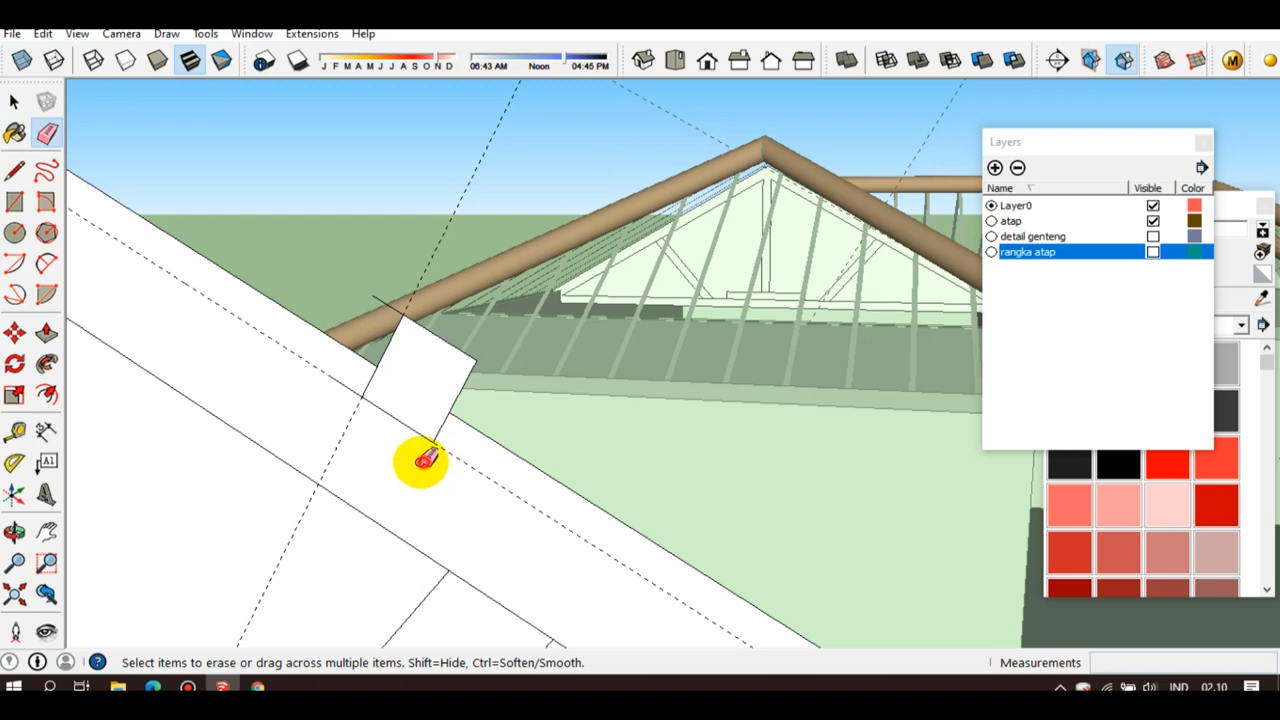 File Edit View Camera Draw Tools Window Extensions Help
J F M A M J J A S O N D 06:43 AM Noon 04:45 PM M
Layers
Name Visible Color
Layer0
atap
detail genteng
rangka atap
A1
Select items to erase or drag across multiple items. Shift=Hide, Ctrl=Soften/Smooth. Measurements
IND 02.10